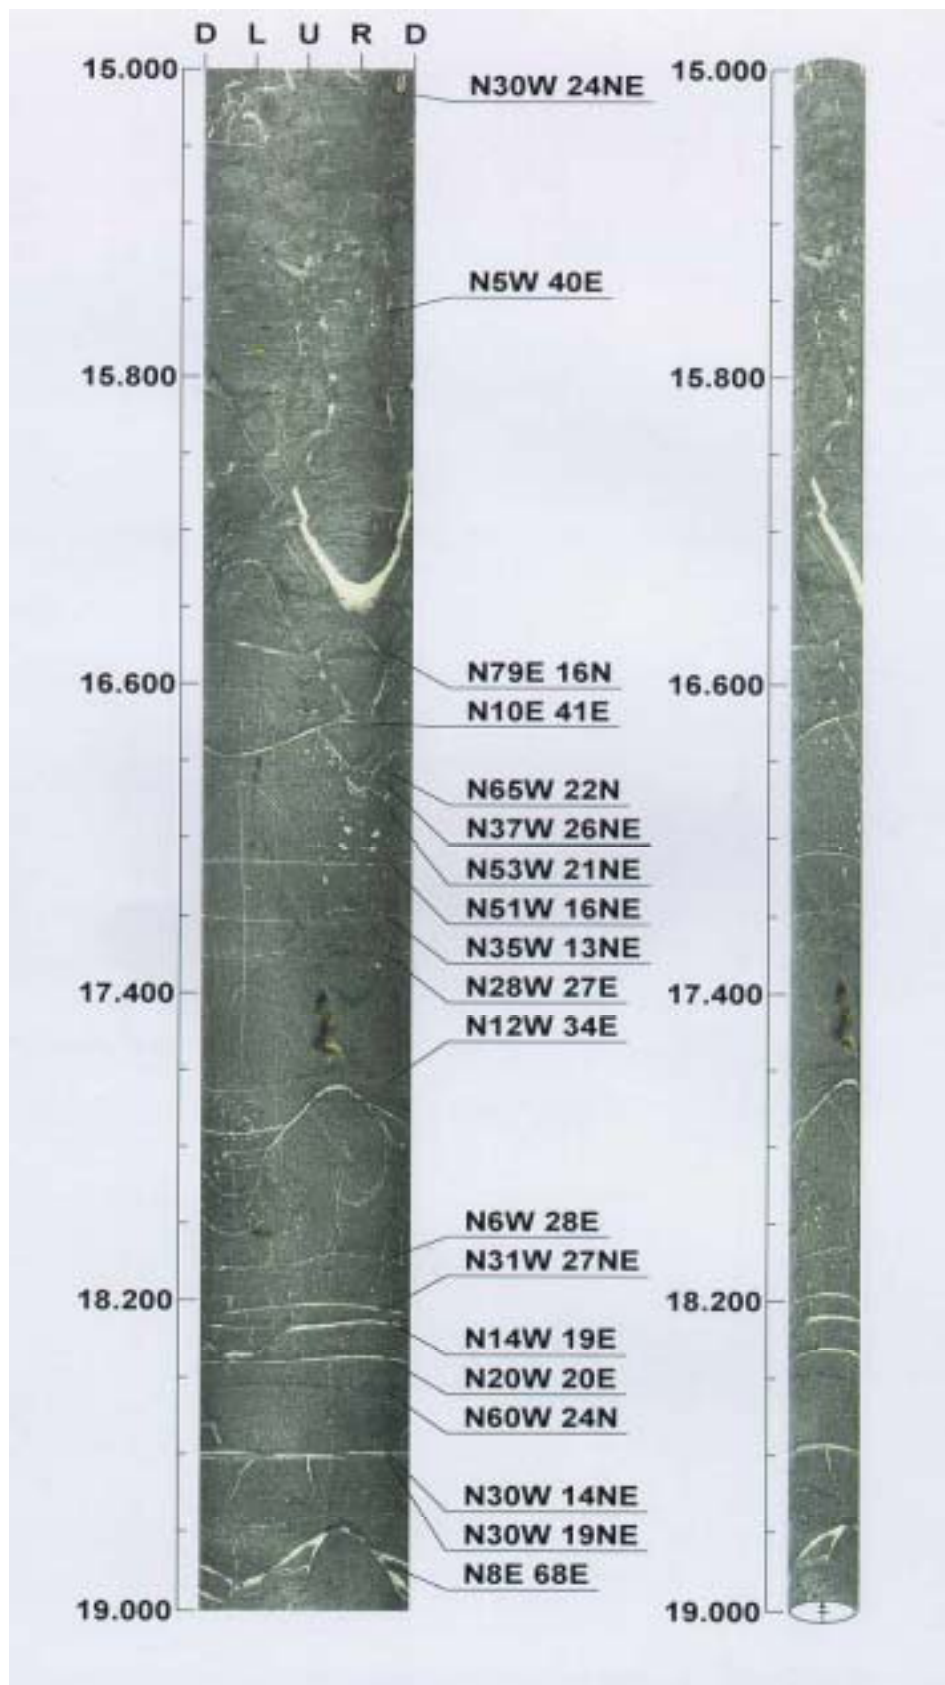 D L U R D
15.000
N30W 24NE
15.000
N5W 40E
15.800
15.800
N79E 16N
16.600
16.600
N10E 41E
N65W 22N
N37W 26NE
N53W 21NE
N51W 16NE
N35W 13NE
N28W 27E
17.400
17.400
N12W 34E
N6W 28E
N31W 27NE
18.200
18.200
N14W 19E
N20W 20E
N60W 24N
N30W 14NE
N30W 19NE
N8E 68E
19.000
19.000